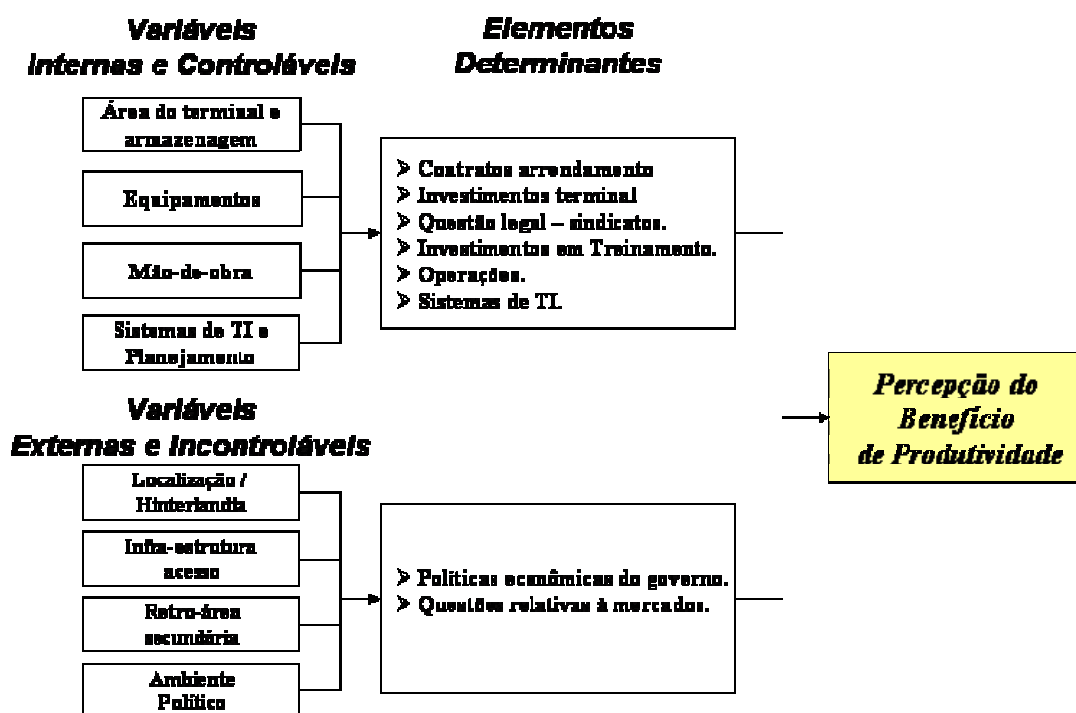 Variáveis
Internas e Controláveis
Elementos
Determinantes
Área do terminal e
armazenagem
Equipamentos
Mão-de-obra
Sistemas de TI e
Planejamento
➢ Contratos arrendamento
➢ Investimentos terminal
➢ Questão legal – sindicatos.
➢ Investimentos em Treinamento.
➢ Operações.
➢ Sistemas de TI.
Variáveis
Externas e Incontroláveis
Localização /
Hinterlandia
Infra-estrutura
acesso
Retro-área
secundária
Ambiente
Político
➢ Políticas econômicas do governo.
➢ Questões relativas à mercados.
Percepção do
Benefício
de Produtividade